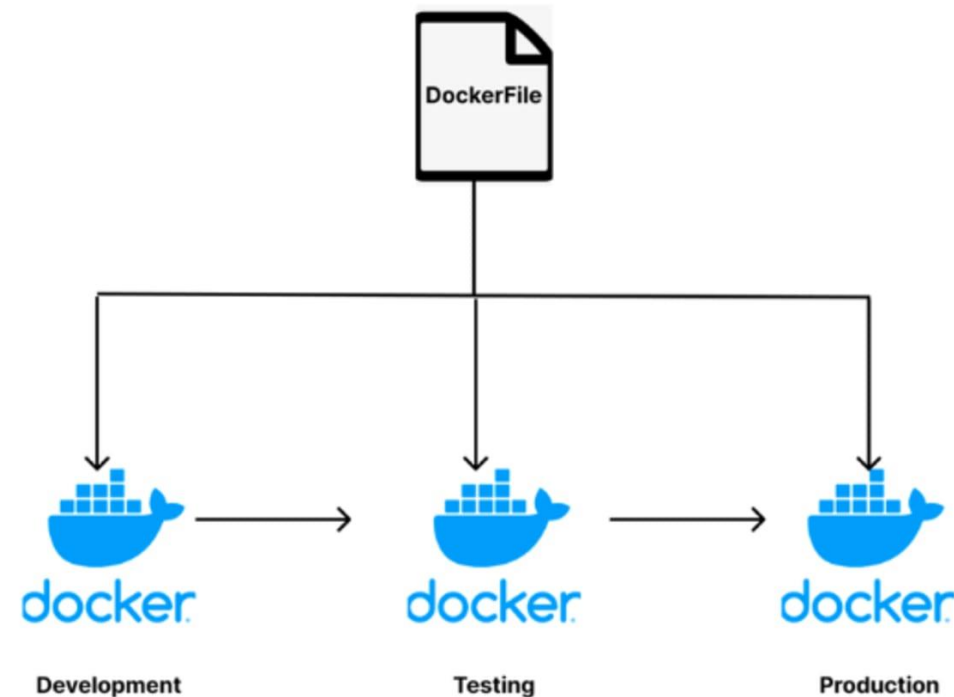 DockerFile
docker
docker
docker
Development
Testing
Production